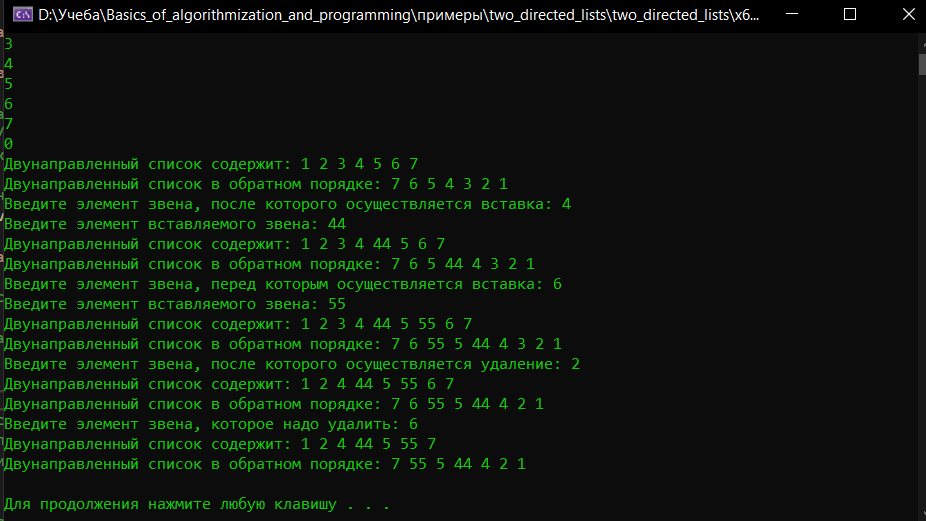 D:\Учеба\Basics_of_algorithmization_and_programming\примеры\two_directed_lists\two_directed_lists\x6...
3
4
5
6
7
0
Двунаправленный список содержит: 1 2 3 4 5 6 7
Двунаправленный список в обратном порядке: 7 6 5 4 3 2 1
Введите элемент звена, после которого осуществляется вставка: 4
Введите элемент вставляемого звена: 44
Двунаправленный список содержит: 1 2 3 4 44 5 6 7
Двунаправленный список в обратном порядке: 7 6 5 44 4 3 2 1
Введите элемент звена, перед которым осуществляется вставка: 6
Введите элемент вставляемого звена: 55
Двунаправленный список содержит: 1 2 3 4 44 5 55 6 7
Двунаправленный список в обратном порядке: 7 6 55 5 44 4 3 2 1
Введите элемент звена, после которого осуществляется удаление: 2
Двунаправленный список содержит: 1 2 4 44 5 55 6 7
Двунаправленный список в обратном порядке: 7 6 55 5 44 4 2 1
Введите элемент звена, которое надо удалить: 6
Двунаправленный список содержит: 1 2 4 44 5 55 7
Двунаправленный список в обратном порядке: 7 55 5 44 4 2 1
Для продолжения нажмите любую клавишу . . .